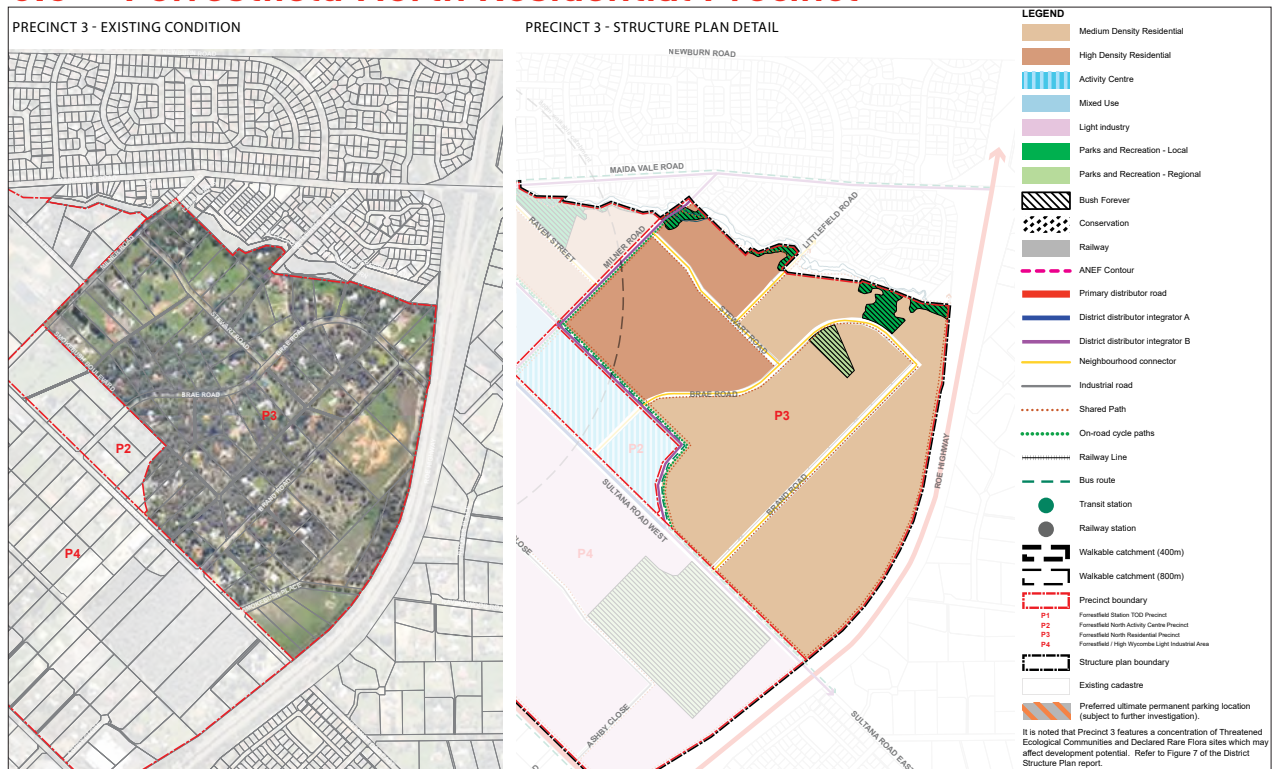 PRECINCT 3 - EXISTING CONDITION
BRAE ROAD
P3
P2
P4
PRECINCT 3 - STRUCTURE PLAN DETAIL
NEWBURN ROAD
MAIDA VALE ROAD
LITTLEFIELD ROAD
RAVEN STREET
MILNER ROAD
STEWART ROAD
BRAE ROAD
P3
P2
ROE HIGHWAY
SULTANA ROAD WEST
BRAND ROAD
P4
ASHBY CLOSE
SULTANA ROAD EAST
LEGEND
Medium Density Residential
High Density Residential
Activity Centre
Mixed Use
Light industry
Parks and Recreation - Local
Parks and Recreation - Regional
Bush Forever
Conservation
Railway
ANEF Contour
Primary distributor road
District distributor integrator A
District distributor integrator B
Neighbourhood connector
Industrial road
Shared Path
On-road cycle paths
Railway Line
Bus route
Transit station
Railway station
Walkable catchment (400m)
Walkable catchment (800m)
Precinct boundary
P1 Forrestfield Station TOD Precinct
P2 Forrestfield North Activity Centre Precinct
P3 Forrestfield North Residential Precinct
P4 Forrestfield / High Wycombe Light Industrial Area
Structure plan boundary
Existing cadastre
Preferred ultimate permanent parking location
(subject to further investigation).
It is noted that Precinct 3 features a concentration of Threatened
Ecological Communities and Declared Rare Flora sites which may
affect development potential. Refer to Figure 7 of the District
Structure Plan report.